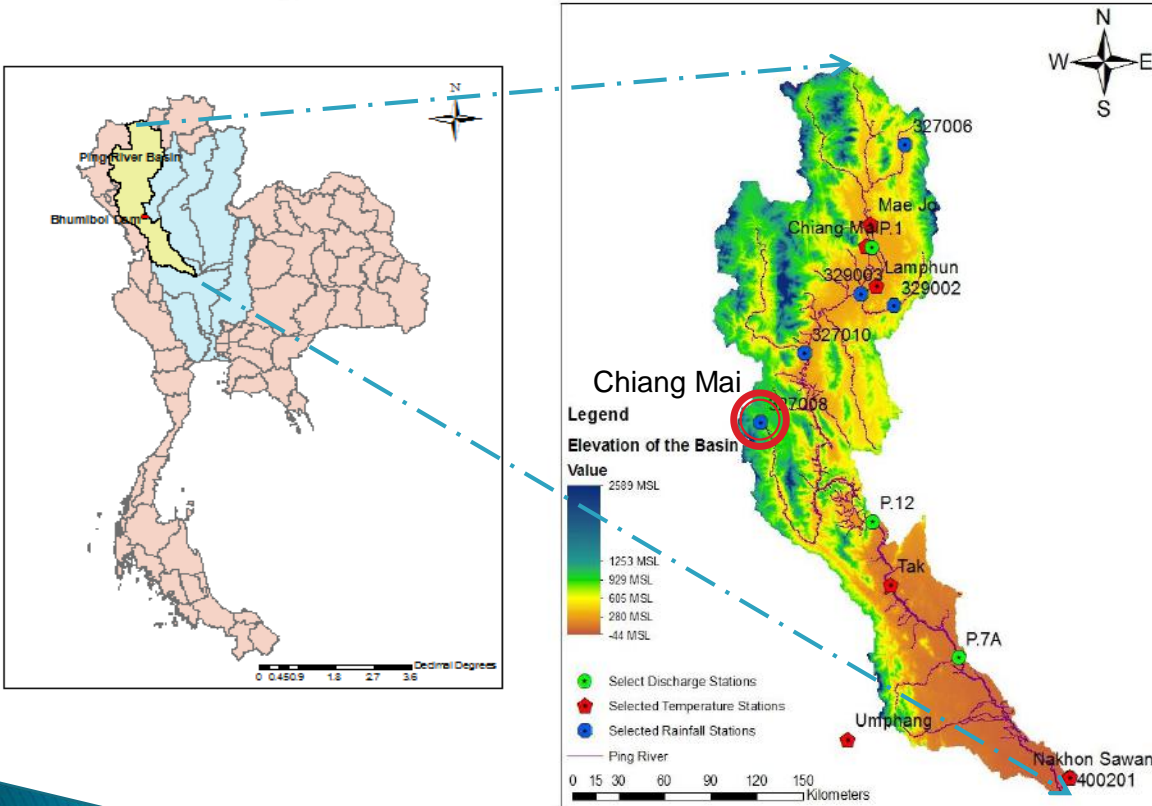 N
Ping River Basin
Bhumibol Dam
Decimal Degrees
0 0.450.9 1.8 2.7 3.6
N
W E
S
327006
Mae Jo
Chiang Mai P.1
Lamphun
329003
329002
327010
Chiang Mai
327008
Legend
Elevation of the Basin
Value
2589 MSL
1253 MSL
929 MSL
605 MSL
280 MSL
-44 MSL
P.12
Tak
P.7A
Select Discharge Stations
Selected Temperature Stations
Selected Rainfall Stations
Ping River
Umphang
Nakhon Sawan
400201
0 15 30 60 90 120 150
Kilometers